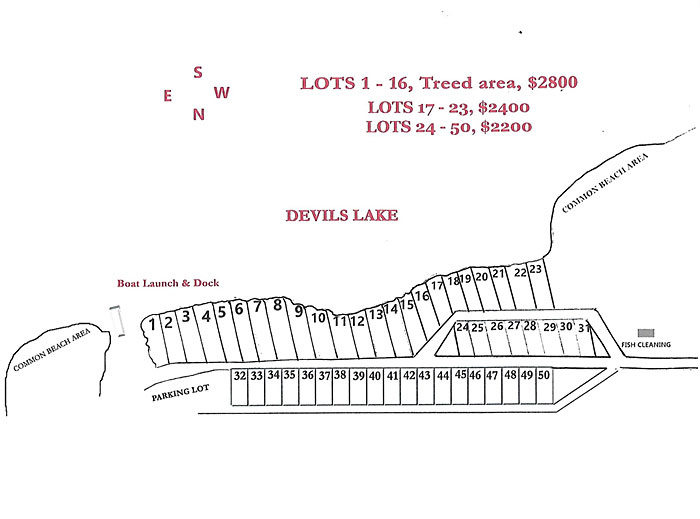 S
E W
N
LOTS 1 - 16, Treed area, $2800
LOTS 17 - 23, $2400
LOTS 24 - 50, $2200
COMMON BEACH AREA
DEVILS LAKE
Boat Launch & Dock
1 2 3 4 5 6 7 8 9 10 11 12 13 14 15 16 17 18 19 20 21 22 23
24 25 26 27 28 29 30 31
FISH CLEANING
COMMON BEACH AREA
PARKING LOT
32 33 34 35 36 37 38 39 40 41 42 43 44 45 46 47 48 49 50